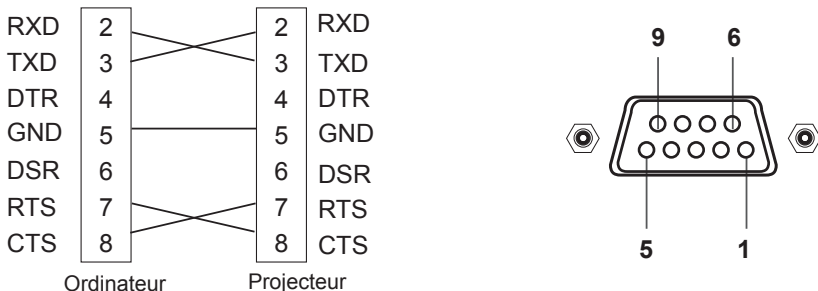 RXD 2 2 RXD
TXD 3 3 TXD
DTR 4 4 DTR
GND 5 5 GND
DSR 6 6 DSR
RTS 7 7 RTS
CTS 8 8 CTS
Ordinateur Projecteur
9 6
5 1